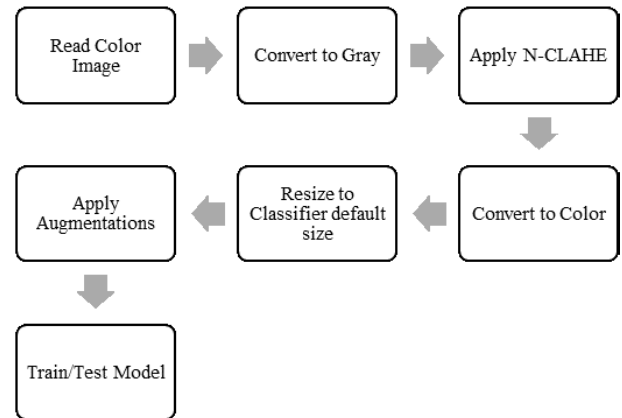 Read Color
Image
Convert to Gray
Apply N-CLAHE
Convert to Color
Resize to
Classifier default
size
Apply
Augmentations
Train/Test Model